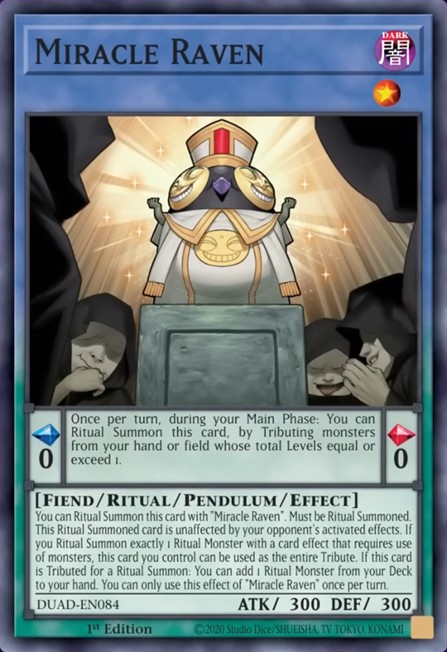 MIRACLE RAVEN
DARK
闇
Once per turn, during your Main Phase: You can
Ritual Summon this card, by Tributing monsters
from your hand or field whose total Levels equal or
exceed 1.
0
0
[FIEND/RITUAL/PENDULUM/EFFECT]
You can Ritual Summon this card with "Miracle Raven". Must be Ritual Summoned.
This Ritual Summoned card is unaffected by your opponent's activated effects. If
you Ritual Summon exactly 1 Ritual Monster with a card effect that requires use
of monsters, this card you control can be used as the entire Tribute. If this card
is Tributed for a Ritual Summon: You can add 1 Ritual Monster from your Deck
to your hand. You can only use this effect of "Miracle Raven" once per turn.
DUAD-EN084
ATK/ 300 DEF/ 300
1st Edition
©2020 Studio Dice/SHUEISHA, TV TOKYO, KONAMI